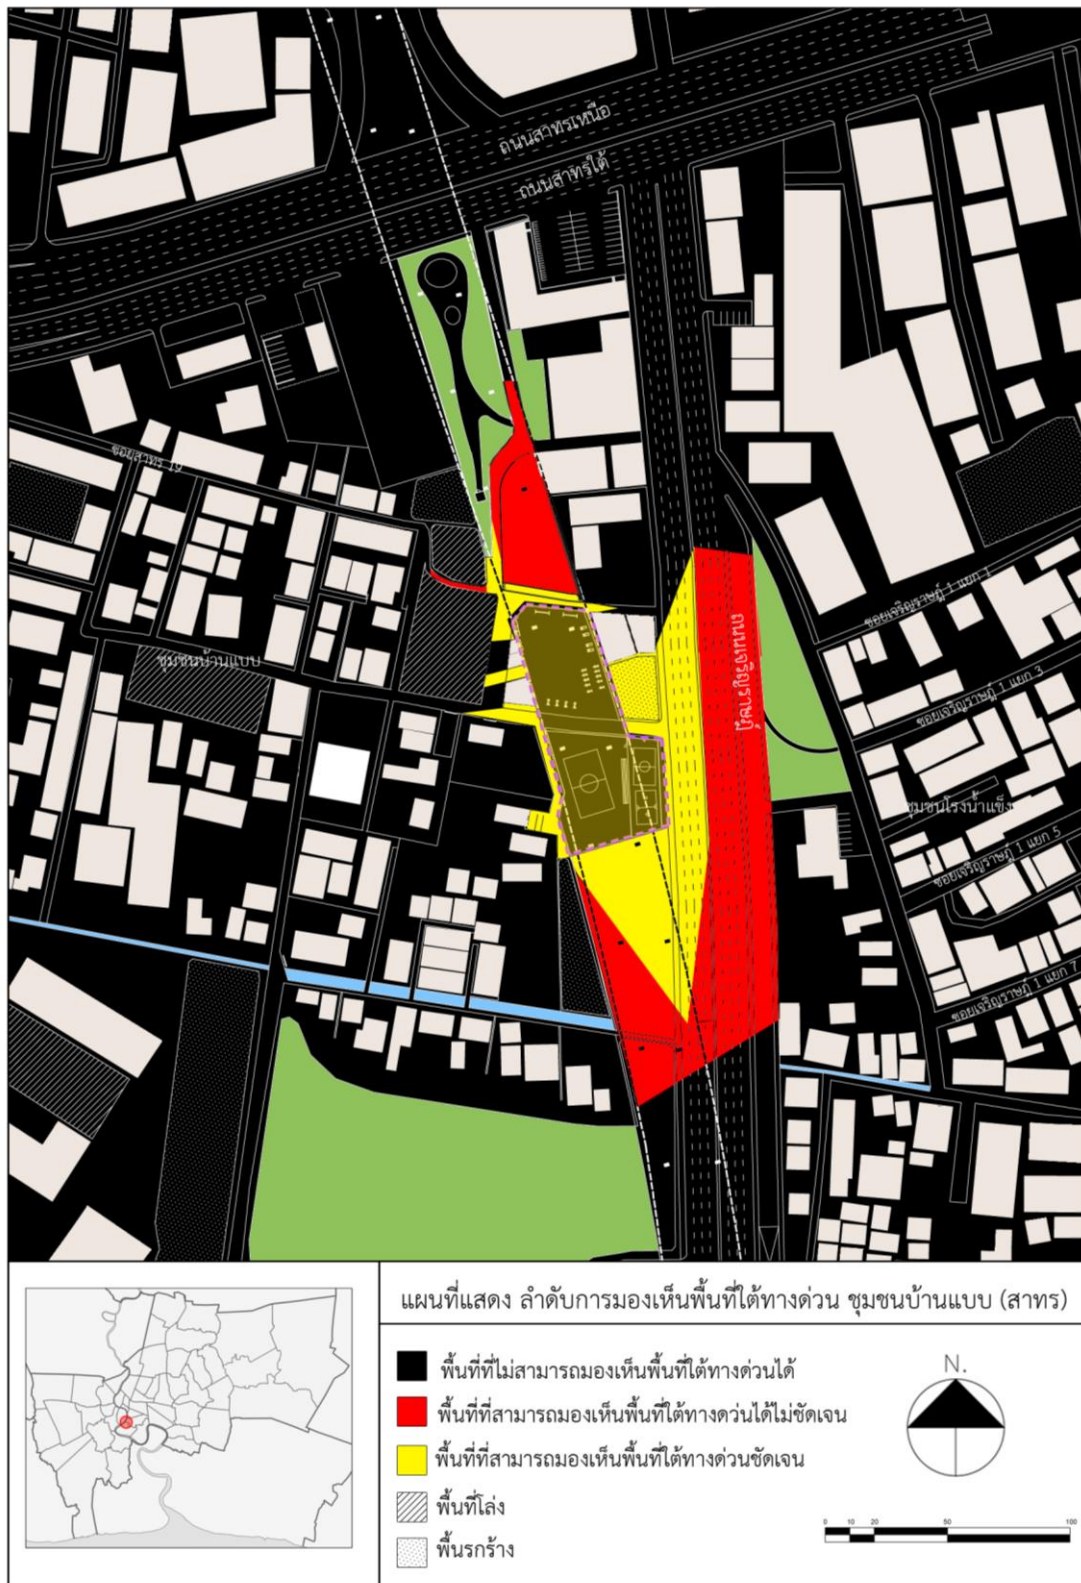 ถนนสาทรเหนือ
ถนนสาทรใต้
ซอยสาทร 19
ซอยเจริญราษฎ์ 1 แยก 1
ชุมชนบ้านแบบ
ถนนเจริญราษฎ์
ซอยเจริญราษฎ์ 1 แยก 3
ชุมชนโรงน้ำแข็ง
ซอยเจริญราษฎ์ 1 แยก 5
ซอยเจริญราษฎ์ 1 แยก 7
แผนที่แสดง ลำดับการมองเห็นพื้นที่ใต้ทางด่วน ชุมชนบ้านแบบ (สาทร)
พื้นที่ที่ไม่สามารถมองเห็นพื้นที่ใต้ทางด่วนได้
พื้นที่ที่สามารถมองเห็นพื้นที่ใต้ทางดว่นได้ไม่ชัดเจน
พื้นที่ที่สามารถมองเห็นพื้นที่ใต้ทางด่วนชัดเจน
พื้นที่โล่ง
พื้นรกร้าง
N.
0 10 20 50 100